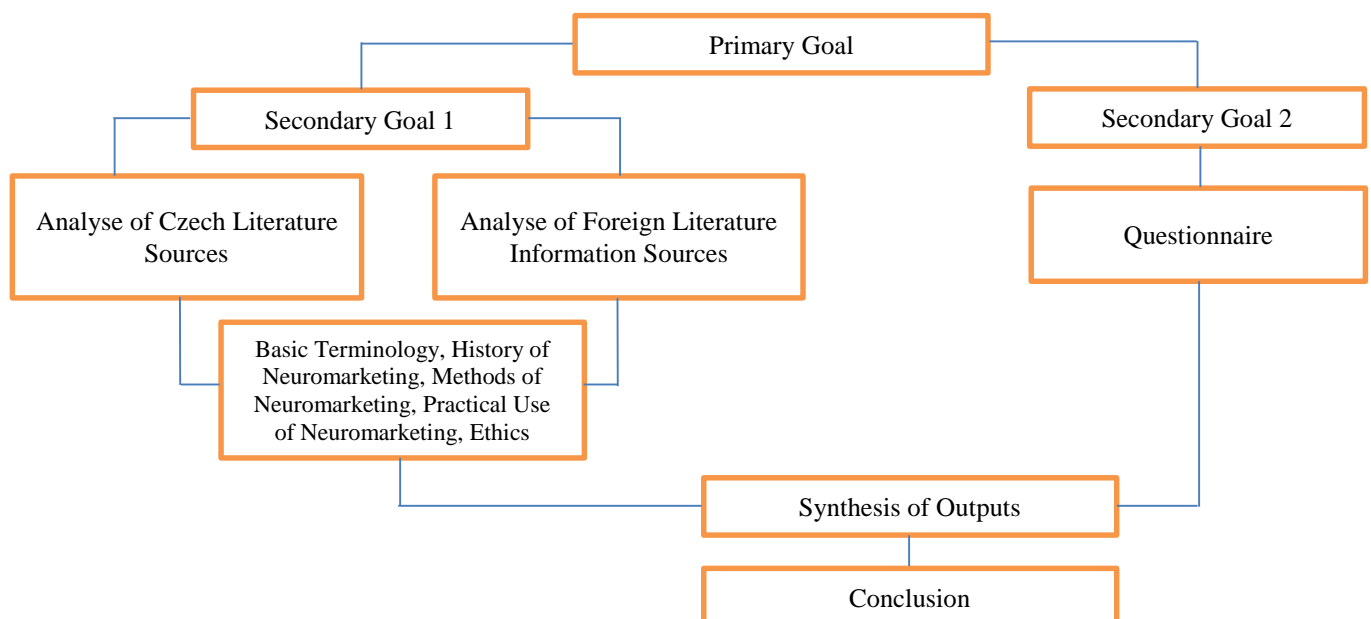 Primary Goal
Secondary Goal 1
Secondary Goal 2
Analyse of Czech Literature
Sources
Analyse of Foreign Literature
Information Sources
Questionnaire
Basic Terminology, History of
Neuromarketing, Methods of
Neuromarketing, Practical Use
of Neuromarketing, Ethics
Synthesis of Outputs
Conclusion